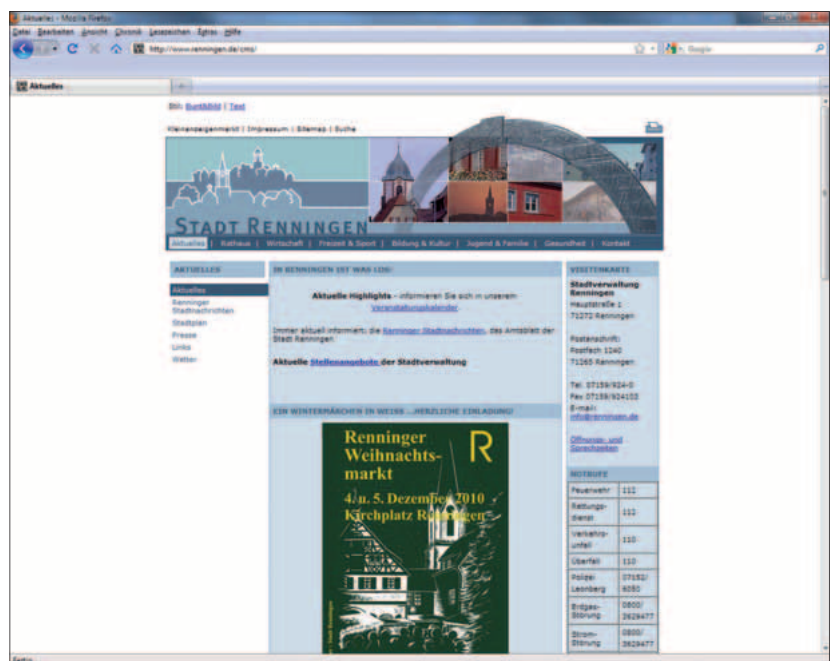 Aktuelles - Mozilla Firefox
Datei Bearbeiten Ansicht Chronik Lesezeichen Extras Hilfe
http://www.renningen.de/cms/
Google
Aktuelles
Stil: Bunt&Bild | Text
Kleinanzeigenmarkt | Impressum | Sitemap | Suche
STADT RENNINGEN
Aktuelles | Rathaus | Wirtschaft | Freizeit & Sport | Bildung & Kultur | Jugend & Familie | Gesundheit | Kontakt
AKTUELLES
Aktuelles
Renninger
Stadtnachrichten
Stadtplan
Presse
Links
Wetter
IN RENNINGEN IST WAS LOS!
Aktuelle Highlights - informieren Sie sich in unserem
Veranstaltungskalender.
Immer aktuell informiert: die Renninger Stadtnachrichten, das Amtsblatt der
Stadt Renningen
Aktuelle Stellenangebote der Stadtverwaltung
EIN WINTERMÄRCHEN IN WEISS ...HERZLICHE EINLADUNG!
Renninger
Weihnachts-
markt
R
4. u. 5. Dezember 2010
Kirchplatz Renningen
Stadt Renningen
VISITENKARTE
Stadtverwaltung
Renningen
Hauptstraße 1
71272 Renningen
Postanschrift:
Postfach 1240
71265 Renningen
Tel. 07159/924-0
Fax 07159/924103
E-mail:
info@renningen.de
Öffnungs- und
Sprechzeiten
NOTRUFE
Feuerwehr 112
Rettungs-
dienst 112
Verkehrs-
unfall 110
Überfall 110
Polizei
Leonberg 07152/
6050
Erdgas-
Störung 0800/
3629477
Strom-
Störung 0800/
3629477
Fertig